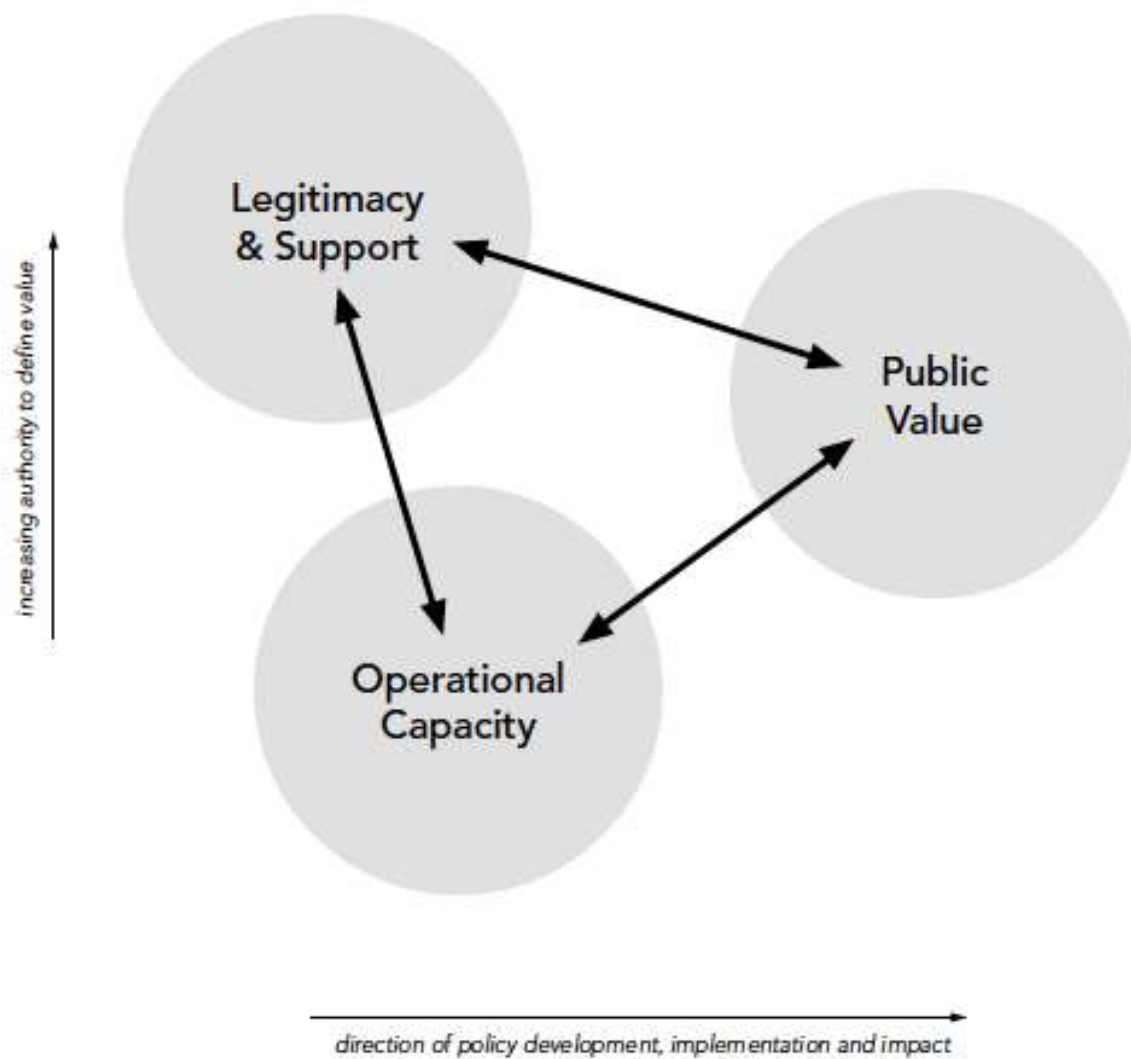 Legitimacy
& Support
Public
Value
increasing authority to define value
Operational
Capacity
direction of policy development, implementation and impact